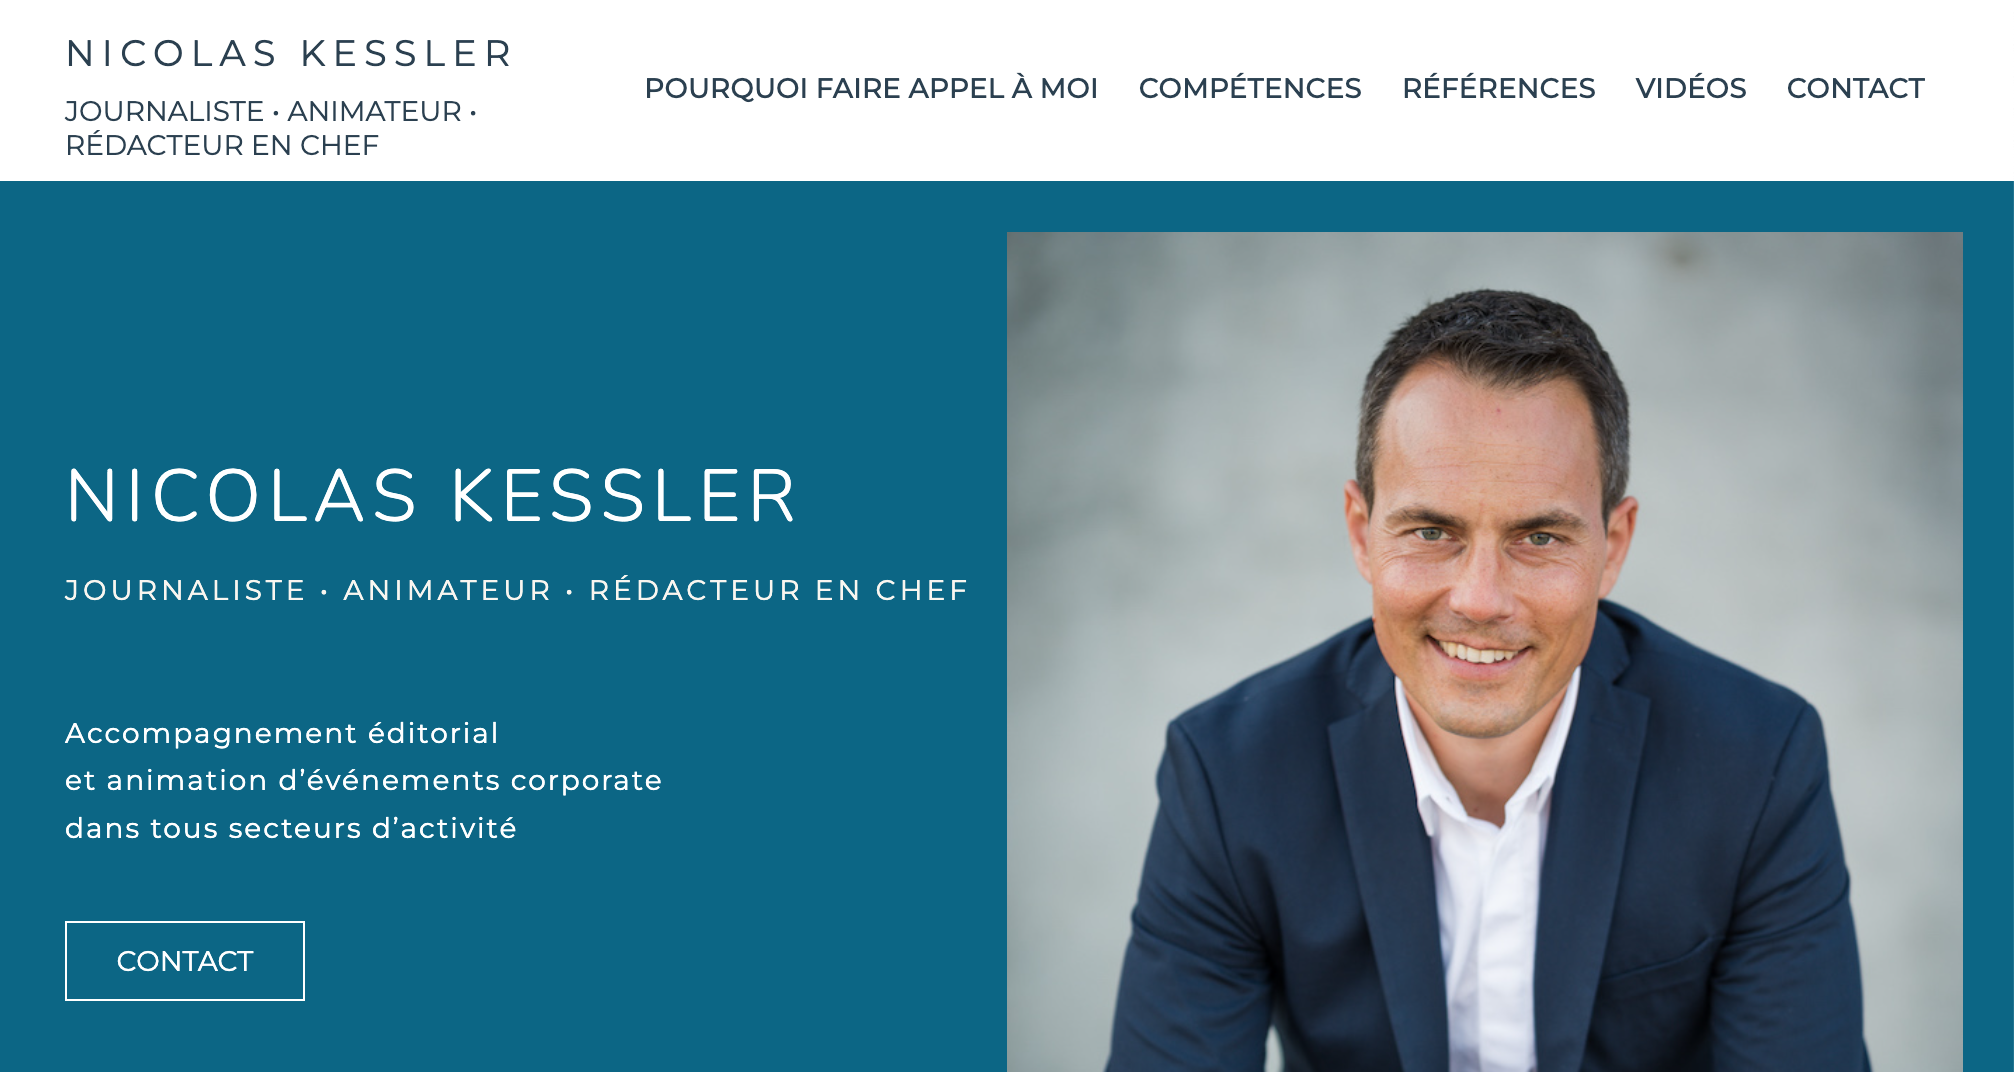 NICOLAS KESSLER
JOURNALISTE • ANIMATEUR •
RÉDACTEUR EN CHEF
POURQUOI FAIRE APPEL À MOI
COMPÉTENCES
RÉFÉRENCES
VIDÉOS
CONTACT
NICOLAS KESSLER
JOURNALISTE • ANIMATEUR • RÉDACTEUR EN CHEF
Accompagnement éditorial
et animation d’événements corporate
dans tous secteurs d’activité
CONTACT